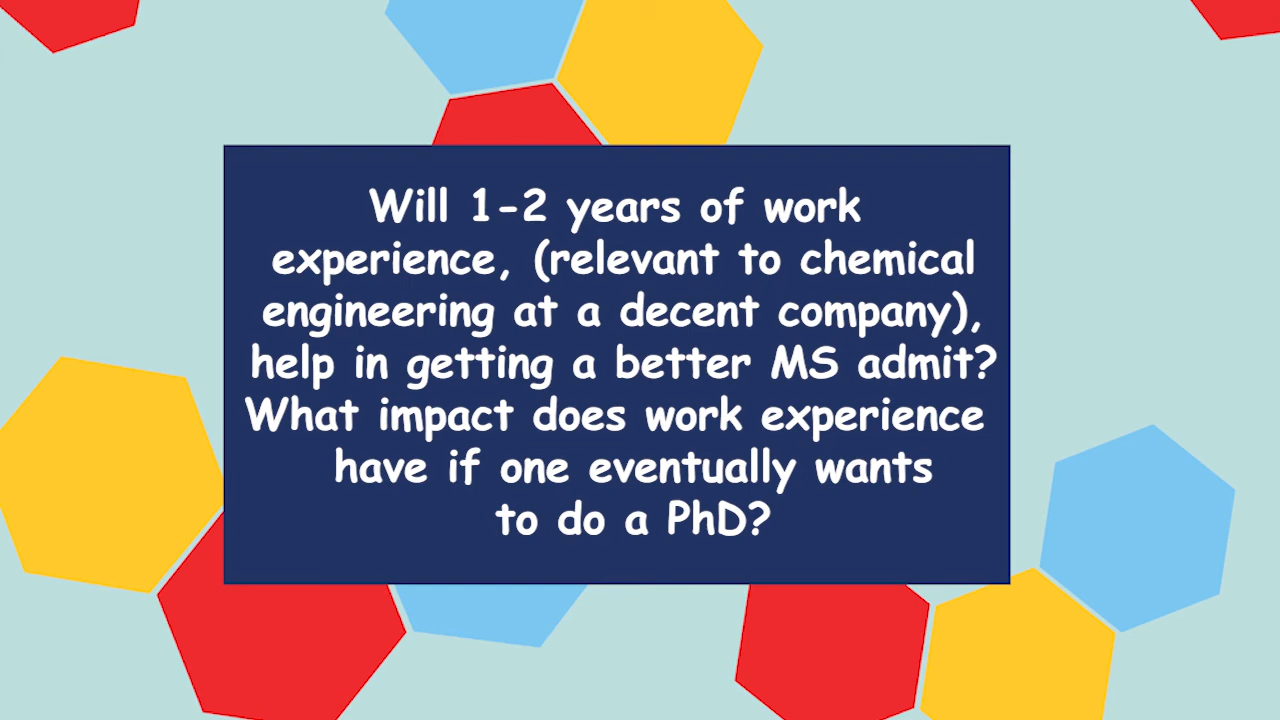 Will 1-2 years of work
experience, (relevant to chemical
engineering at a decent company),
help in getting a better MS admit?
What impact does work experience
have if one eventually wants
to do a PhD?